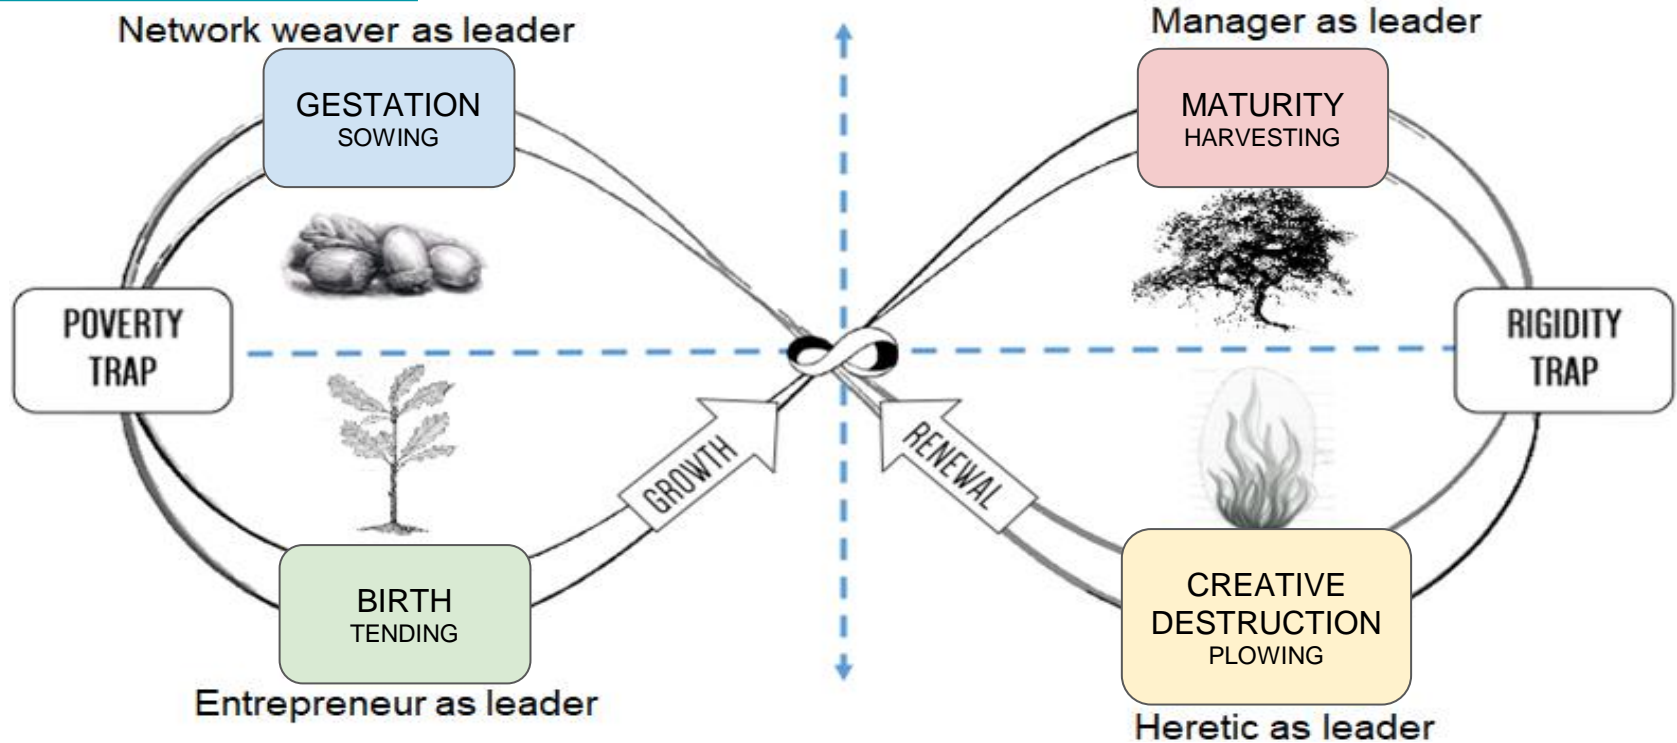 Network weaver as leader
Manager as leader
GESTATION
SOWING
MATURITY
HARVESTING
POVERTY
TRAP
RIGIDITY
TRAP
GROWTH
RENEWAL
BIRTH
TENDING
CREATIVE
DESTRUCTION
PLOWING
Entrepreneur as leader
Heretic as leader